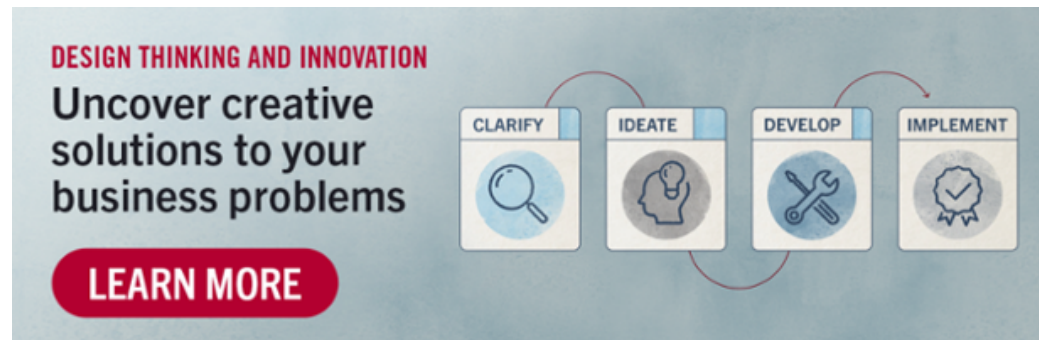 DESIGN THINKING AND INNOVATION
Uncover creative
solutions to your
business problems
LEARN MORE
CLARIFY
IDEATE
DEVELOP
IMPLEMENT